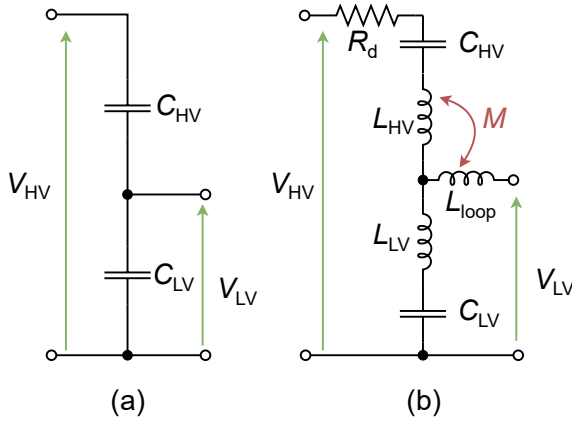 V_HV
C_HV
C_LV
V_LV
(a)
R_d
C_HV
L_HV
M
V_HV
L_loop
L_LV
V_LV
C_LV
(b)